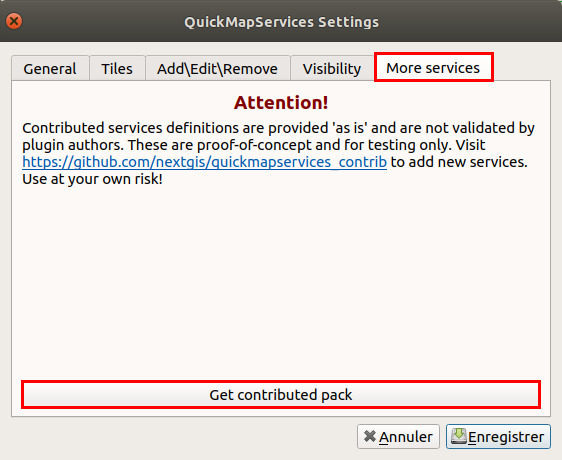 QuickMapServices Settings
General Tiles Add\Edit\Remove Visibility More services
Attention!
Contributed services definitions are provided 'as is' and are not validated by
plugin authors. These are proof-of-concept and for testing only. Visit
https://github.com/nextgis/quickmapservices_contrib to add new services.
Use at your own risk!
Get contributed pack
Annuler Enregistrer